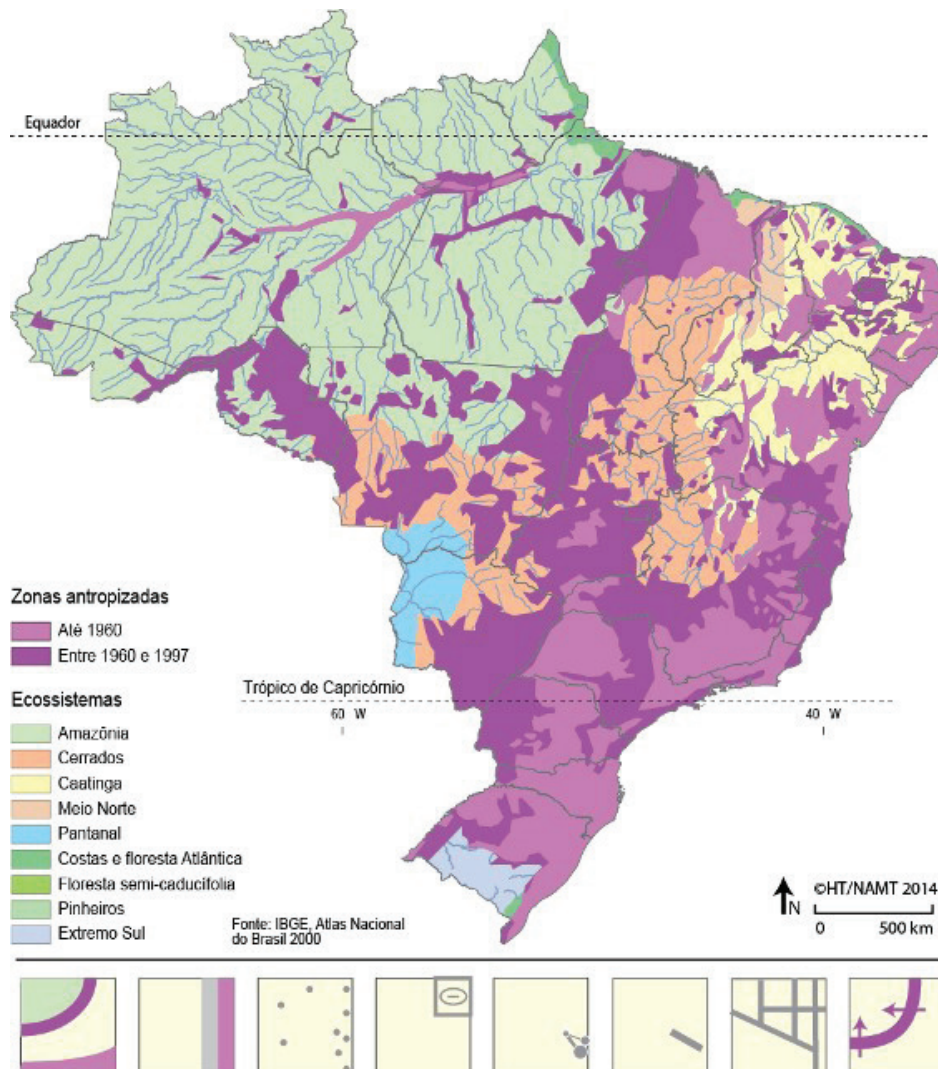 Equador
Zonas antropizadas
Até 1960
Entre 1960 e 1997
Trópico de Capricórnio
60 W
40 W
Ecossistemas
Amazônia
Cerrados
Caatinga
Meio Norte
Pantanal
Costas e floresta Atlântica
Floresta semi-caducifolia
Pinheiros
Extremo Sul
Fonte: IBGE, Atlas Nacional
do Brasil 2000
N
©HT/NAMT 2014
0 500 km